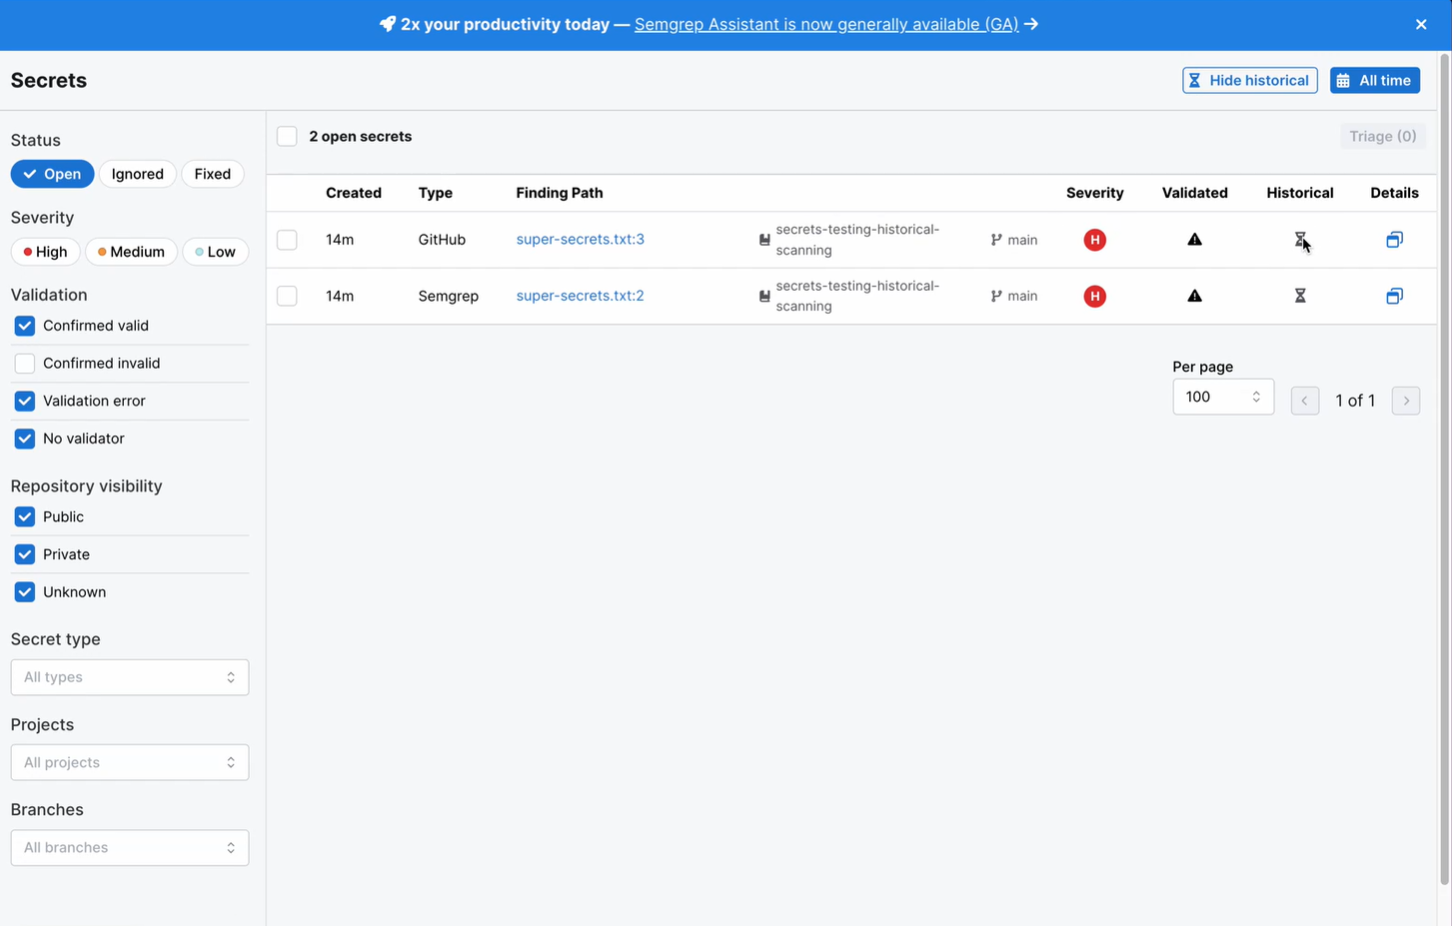 2x your productivity today — Semgrep Assistant is now generally available (GA) →
Secrets
Hide historical
All time
Status
Open Ignored Fixed
Severity
High Medium Low
Validation
Confirmed valid
Confirmed invalid
Validation error
No validator
Repository visibility
Public
Private
Unknown
Secret type
All types
Projects
All projects
Branches
All branches
2 open secrets
Triage (0)
Created Type Finding Path Severity Validated Historical Details
14m GitHub super-secrets.txt:3 secrets-testing-historical-
scanning main H
14m Semgrep super-secrets.txt:2 secrets-testing-historical-
scanning main H
Per page
100 1 of 1